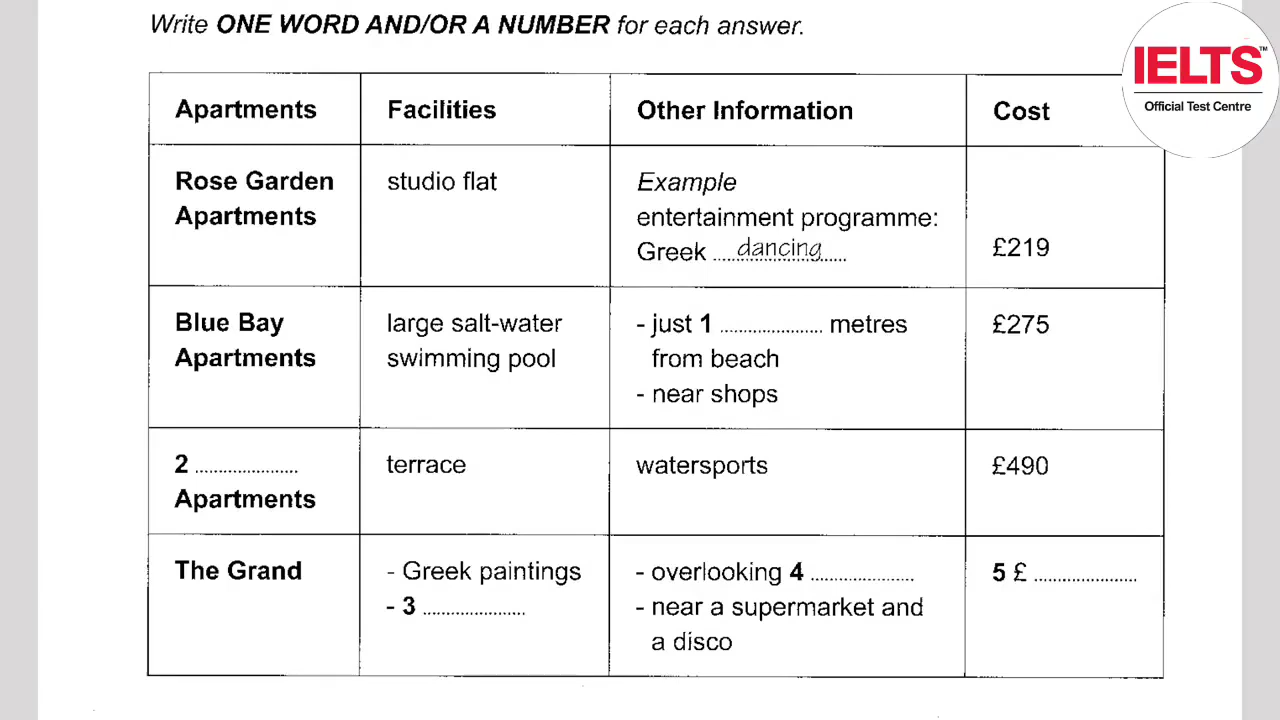 Write ONE WORD AND/OR A NUMBER for each answer.
IELTS™
Official Test Centre
Apartments Facilities Other Information Cost
Rose Garden Apartments
studio flat
Example
entertainment programme:
Greek ....dancing.....
£219
Blue Bay
Apartments
large salt-water
swimming pool
- just 1 ...................... metres
from beach
- near shops
£275
2 ......................
Apartments
terrace
watersports
£490
The Grand
- Greek paintings
- 3 ......................
- overlooking 4 ......................
- near a supermarket and
a disco
5 £ ......................